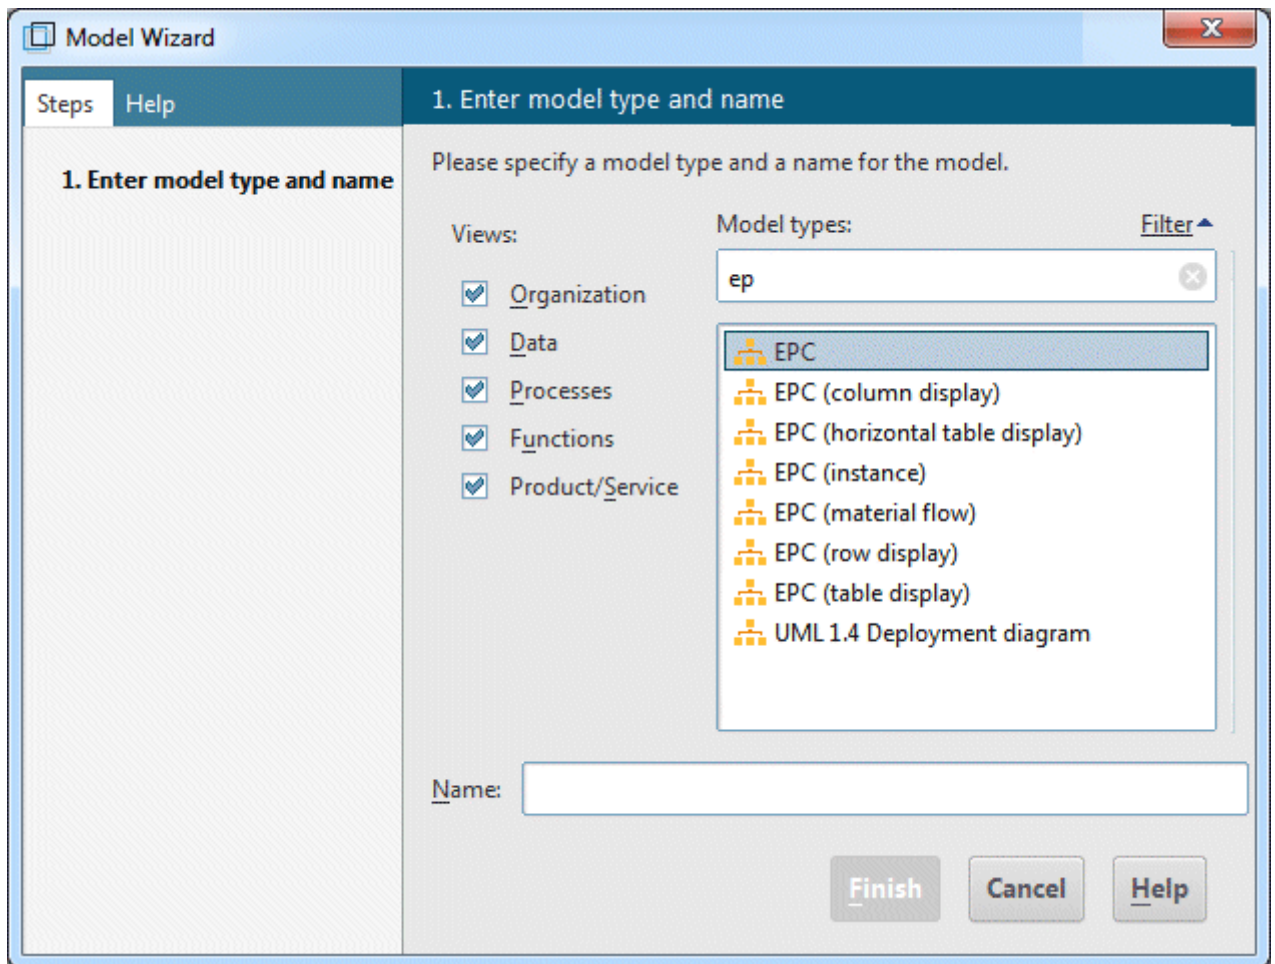 Model Wizard
Steps
Help
1. Enter model type and name
1. Enter model type and name
Please specify a model type and a name for the model.
Views:
Organization
Data
Processes
Functions
Product/Service
Model types:
Filter
ep
EPC
EPC (column display)
EPC (horizontal table display)
EPC (instance)
EPC (material flow)
EPC (row display)
EPC (table display)
UML 1.4 Deployment diagram
Name:
Finish
Cancel
Help